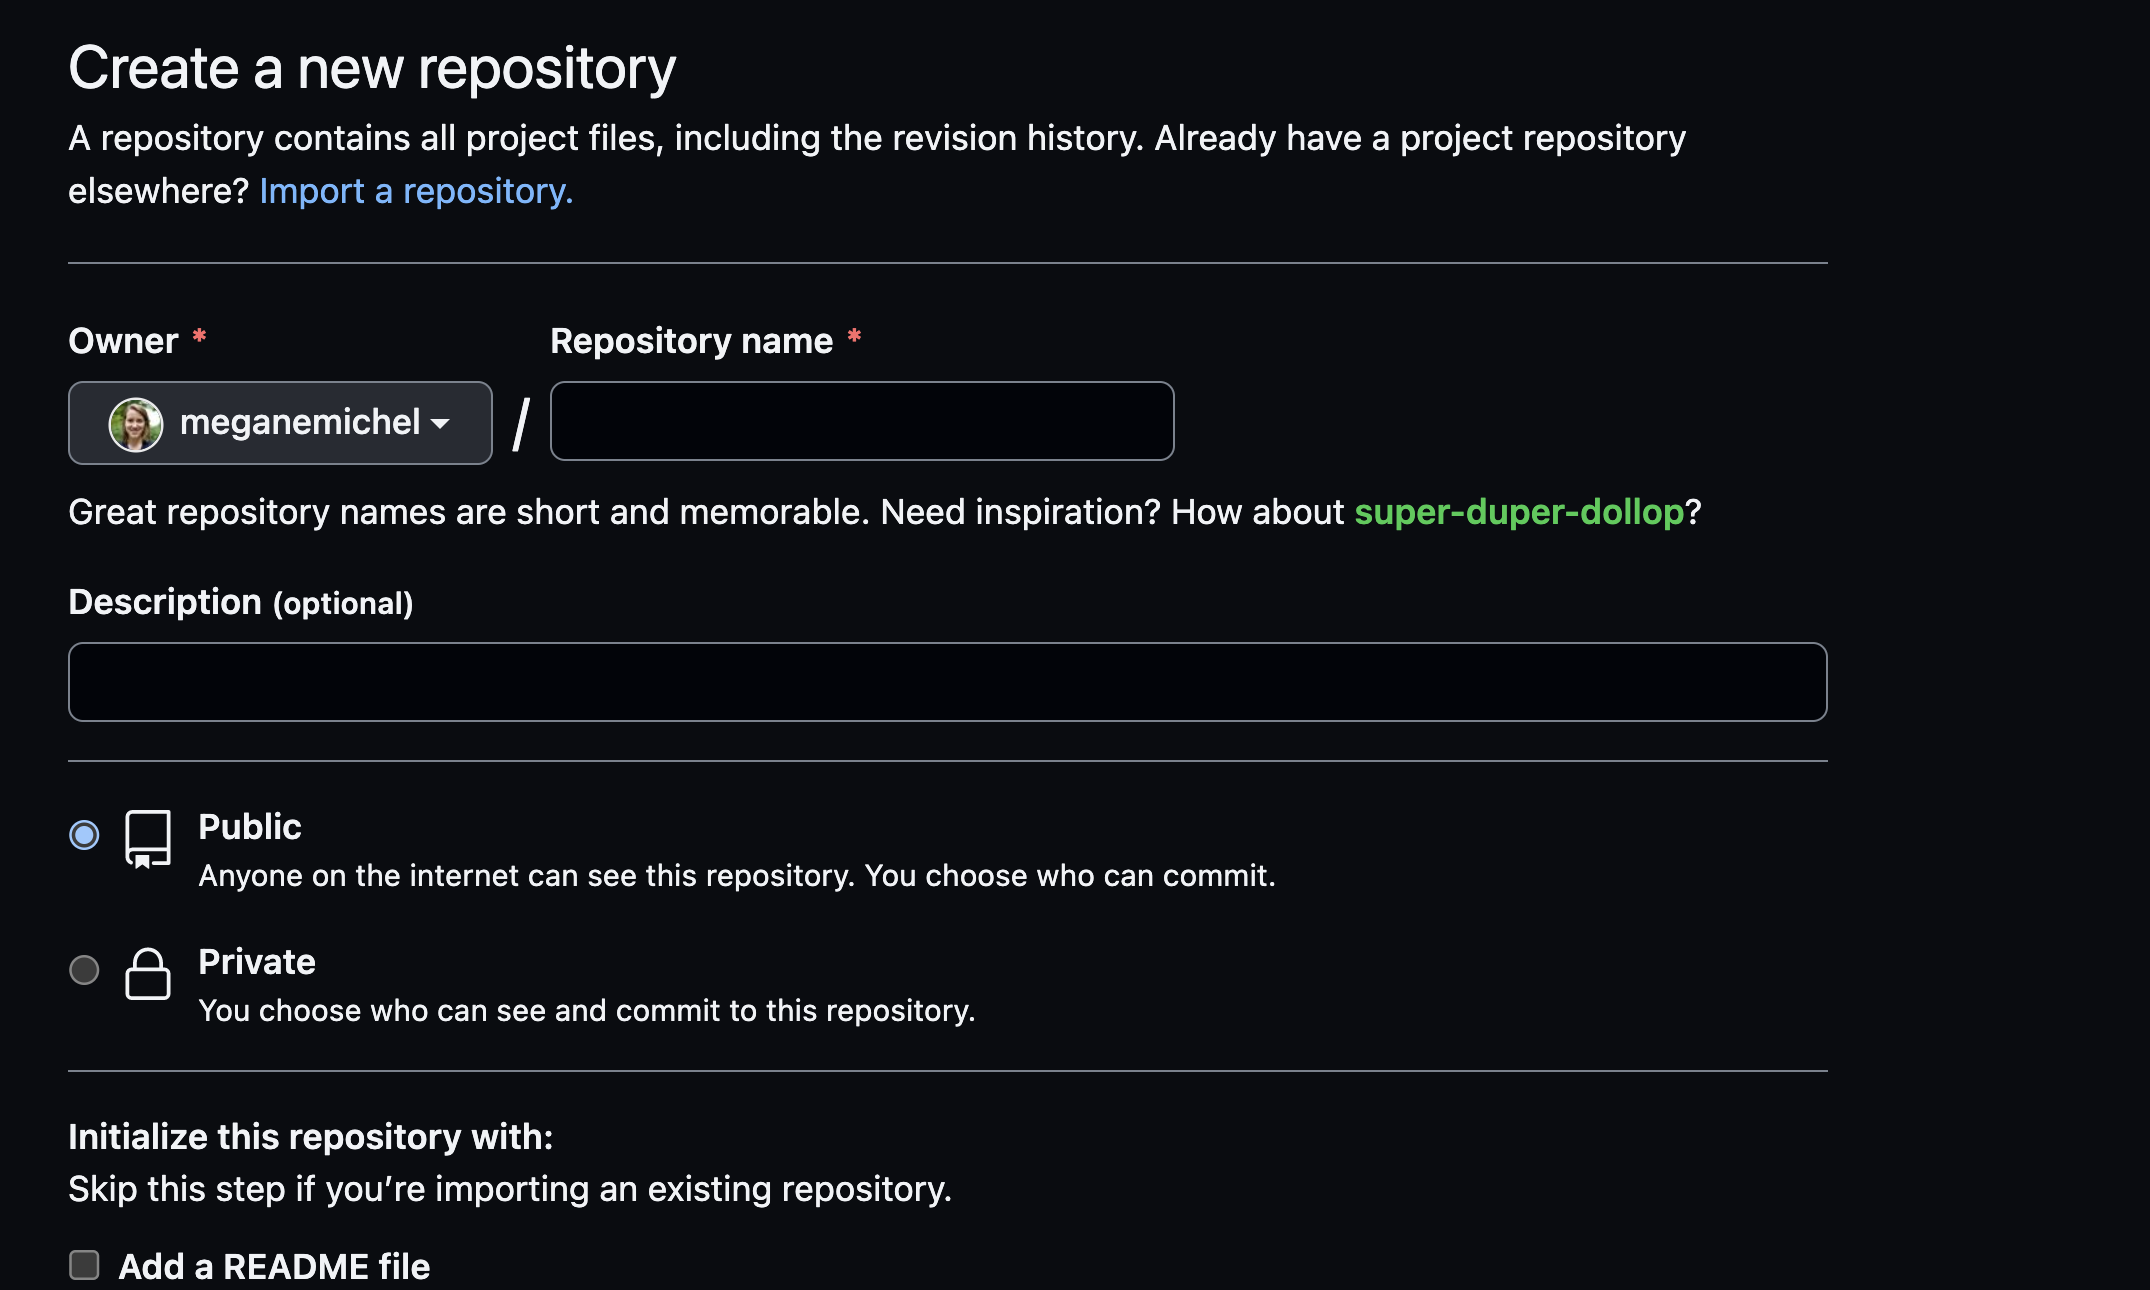 Create a new repository
A repository contains all project files, including the revision history. Already have a project repository
elsewhere? Import a repository.
Owner *
Repository name *
meganemichel
/
Great repository names are short and memorable. Need inspiration? How about super-duper-dollop?
Description (optional)
Public
Anyone on the internet can see this repository. You choose who can commit.
Private
You choose who can see and commit to this repository.
Initialize this repository with:
Skip this step if you’re importing an existing repository.
Add a README file